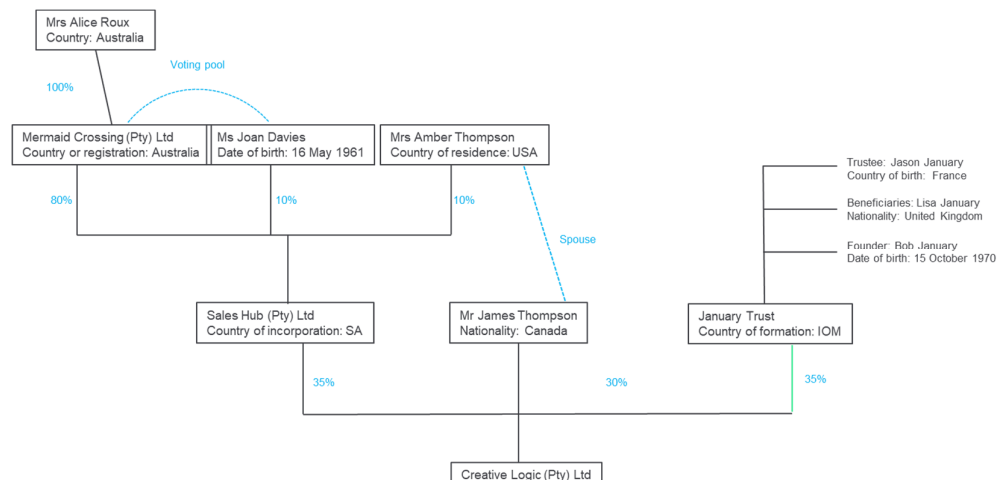 Mrs Alice Roux
Country: Australia
Voting pool
100%
Mermaid Crossing (Pty) Ltd
Country or registration: Australia
Ms Joan Davies
Date of birth: 16 May 1961
Mrs Amber Thompson
Country of residence: USA
Trustee: Jason January
Country of birth: France
80%
10%
10%
Beneficiaries: Lisa January
Nationality: United Kingdom
Spouse
Founder: Bob January
Date of birth: 15 October 1970
Sales Hub (Pty) Ltd
Country of incorporation: SA
Mr James Thompson
Nationality: Canada
January Trust
Country of formation: IOM
35%
30%
35%
Creative Logic (Pty) Ltd